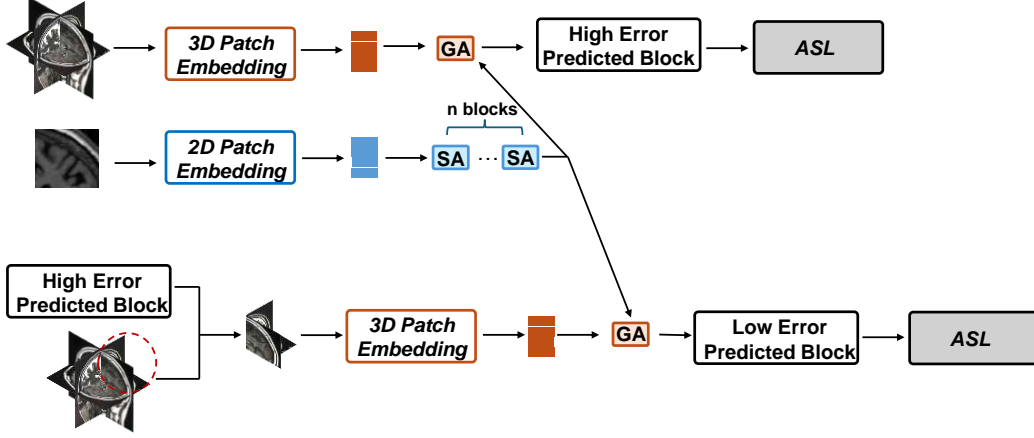 3D Patch
Embedding
GA
High Error
Predicted Block
ASL
n blocks
2D Patch
Embedding
SA ... SA
High Error
Predicted Block
3D Patch
Embedding
GA
Low Error
Predicted Block
ASL